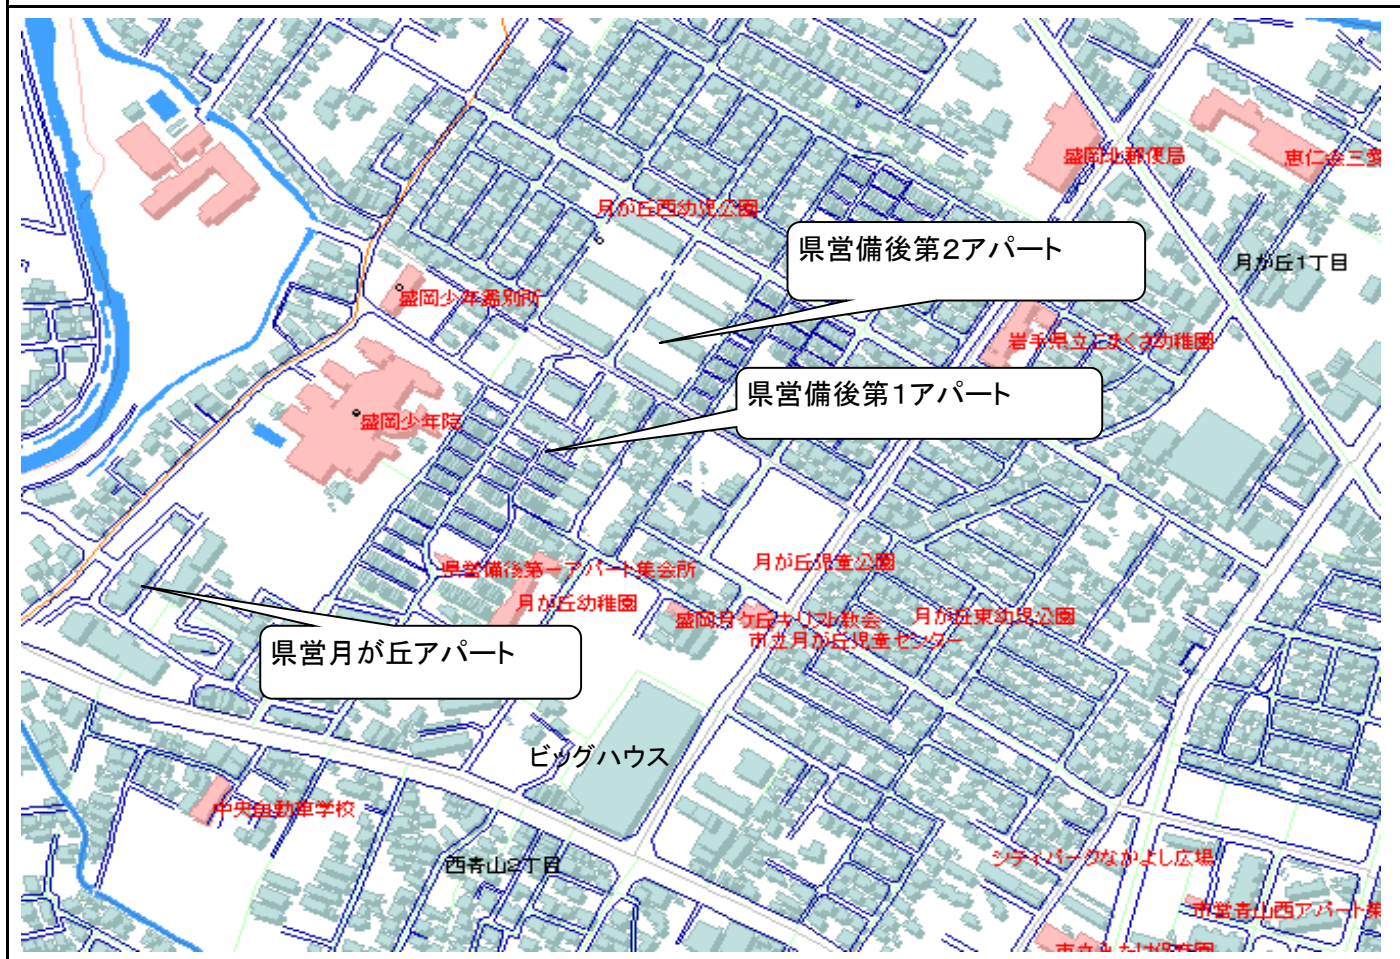 盛岡北郵便局
恵仁会三愛
月が丘西幼児公園
県営備後第2アパート
月が丘1丁目
盛岡少年鑑別所
岩手県立こまくさ幼稚園
県営備後第1アパート
盛岡少年院
月が丘児童公園
県営備後第一アパート集会所
月が丘幼稚園
盛岡月ケ丘キリスト教会
月が丘東幼児公園
市立月が丘児童センター
県営月が丘アパート
ビッグハウス
中央自動車学校
西青山2丁目
シティパークなかよし広場
市営青山西アパート集
市立みたけ保育園